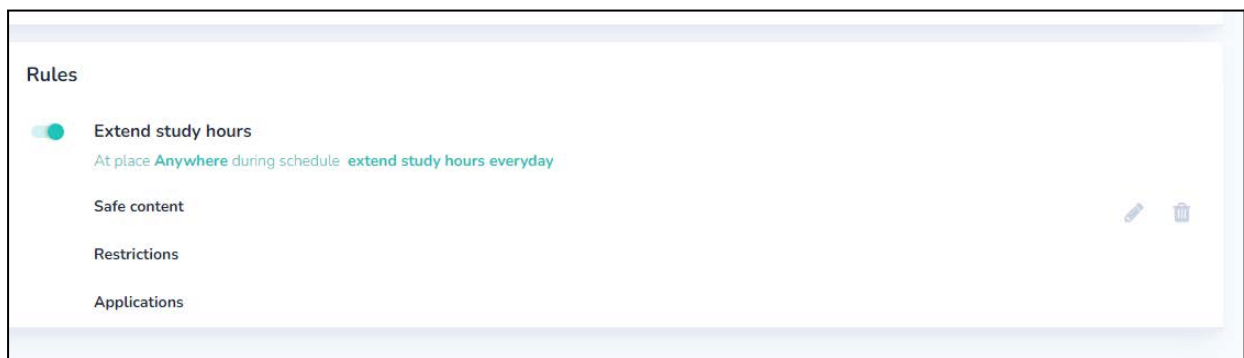 Rules
Extend study hours
At place Anywhere during schedule extend study hours everyday
Safe content
Restrictions
Applications